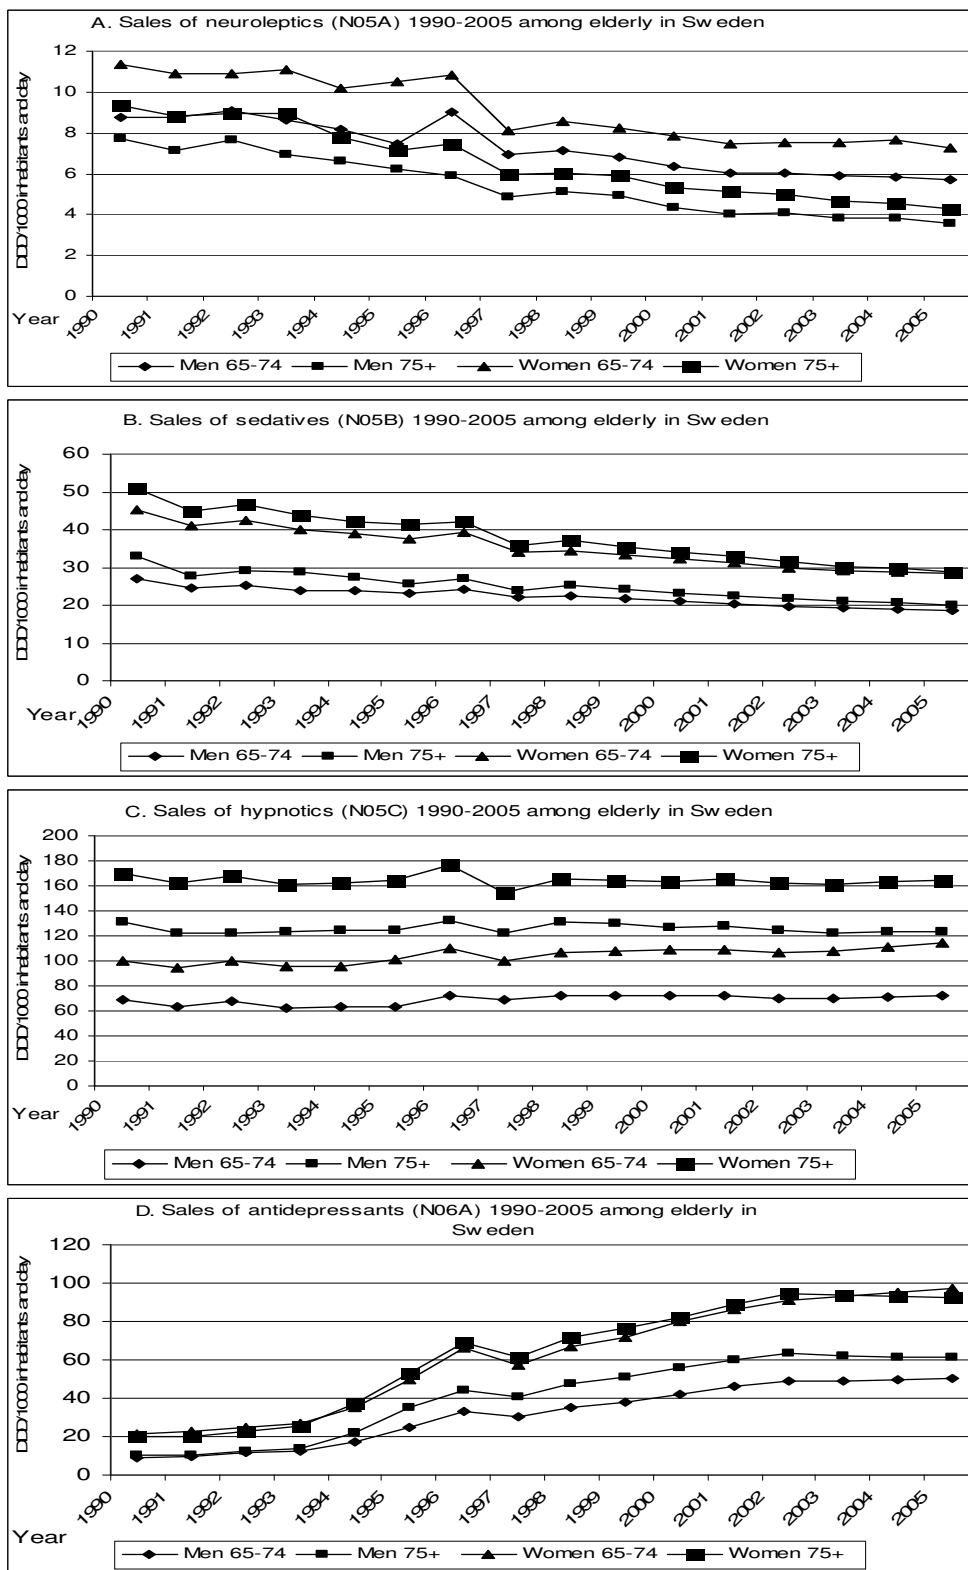 A. Sales of neuroleptics (N05A) 1990-2005 among elderly in Sweden
DDD/1000 inhabitants and day
12
10
8
6
4
2
0
Year
1990 1991 1992 1993 1994 1995 1996 1997 1998 1999 2000 2001 2002 2003 2004 2005
Men 65-74 Men 75+ Women 65-74 Women 75+
B. Sales of sedatives (N05B) 1990-2005 among elderly in Sweden
DDD/1000 inhabitants and day
60
50
40
30
20
10
0
Year
1990 1991 1992 1993 1994 1995 1996 1997 1998 1999 2000 2001 2002 2003 2004 2005
Men 65-74 Men 75+ Women 65-74 Women 75+
C. Sales of hypnotics (N05C) 1990-2005 among elderly in Sweden
DDD/1000 inhabitants and day
200
180
160
140
120
100
80
60
40
20
0
Year
1990 1991 1992 1993 1994 1995 1996 1997 1998 1999 2000 2001 2002 2003 2004 2005
Men 65-74 Men 75+ Women 65-74 Women 75+
D. Sales of antidepressants (N06A) 1990-2005 among elderly in
Sweden
DDD/1000 inhabitants and day
120
100
80
60
40
20
0
Year
1990 1991 1992 1993 1994 1995 1996 1997 1998 1999 2000 2001 2002 2003 2004 2005
Men 65-74 Men 75+ Women 65-74 Women 75+